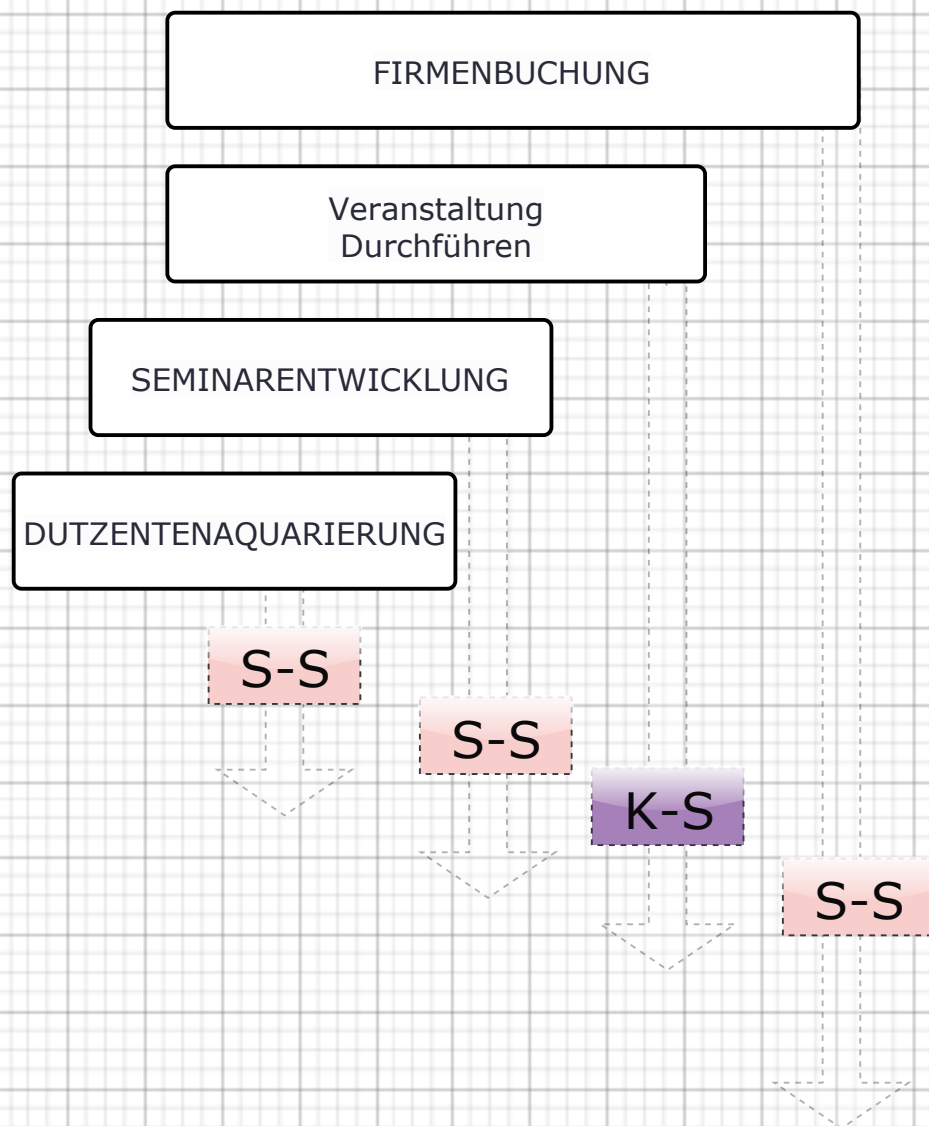 FIRMENBUCHUNG
Veranstaltung
Durchführen
SEMINARENTWICKLUNG
DUTZENTENAQUARIERUNG
S-S
S-S
K-S
S-S